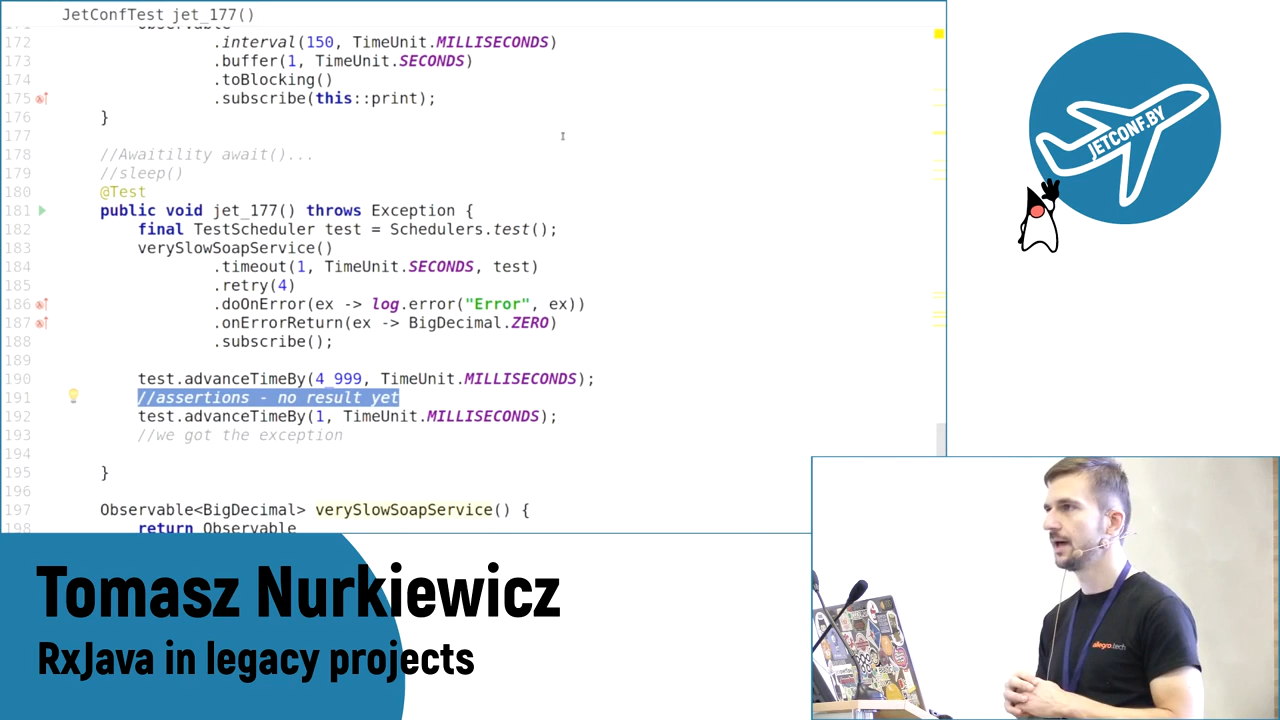 JetConfTest jet_177()
171 Observable
172 .interval(150, TimeUnit.MILLISECONDS)
173 .buffer(1, TimeUnit.SECONDS)
174 .toBlocking()
175 .subscribe(this::print);
176 }
177
178 //Awaitility await()...
179 //sleep()
180 @Test
181 public void jet_177() throws Exception {
182 final TestScheduler test = Schedulers.test();
183 verySlowSoapService()
184 .timeout(1, TimeUnit.SECONDS, test)
185 .retry(4)
186 .doOnError(ex -> log.error("Error", ex))
187 .onErrorReturn(ex -> BigDecimal.ZERO)
188 .subscribe();
189
190 test.advanceTimeBy(4_999, TimeUnit.MILLISECONDS);
191 //assertions - no result yet
192 test.advanceTimeBy(1, TimeUnit.MILLISECONDS);
193 //we got the exception
194
195 }
196
197 Observable<BigDecimal> verySlowSoapService() {
198 return Observable
JETCONF.BY
Tomasz Nurkiewicz
RxJava in legacy projects
allegro.tech